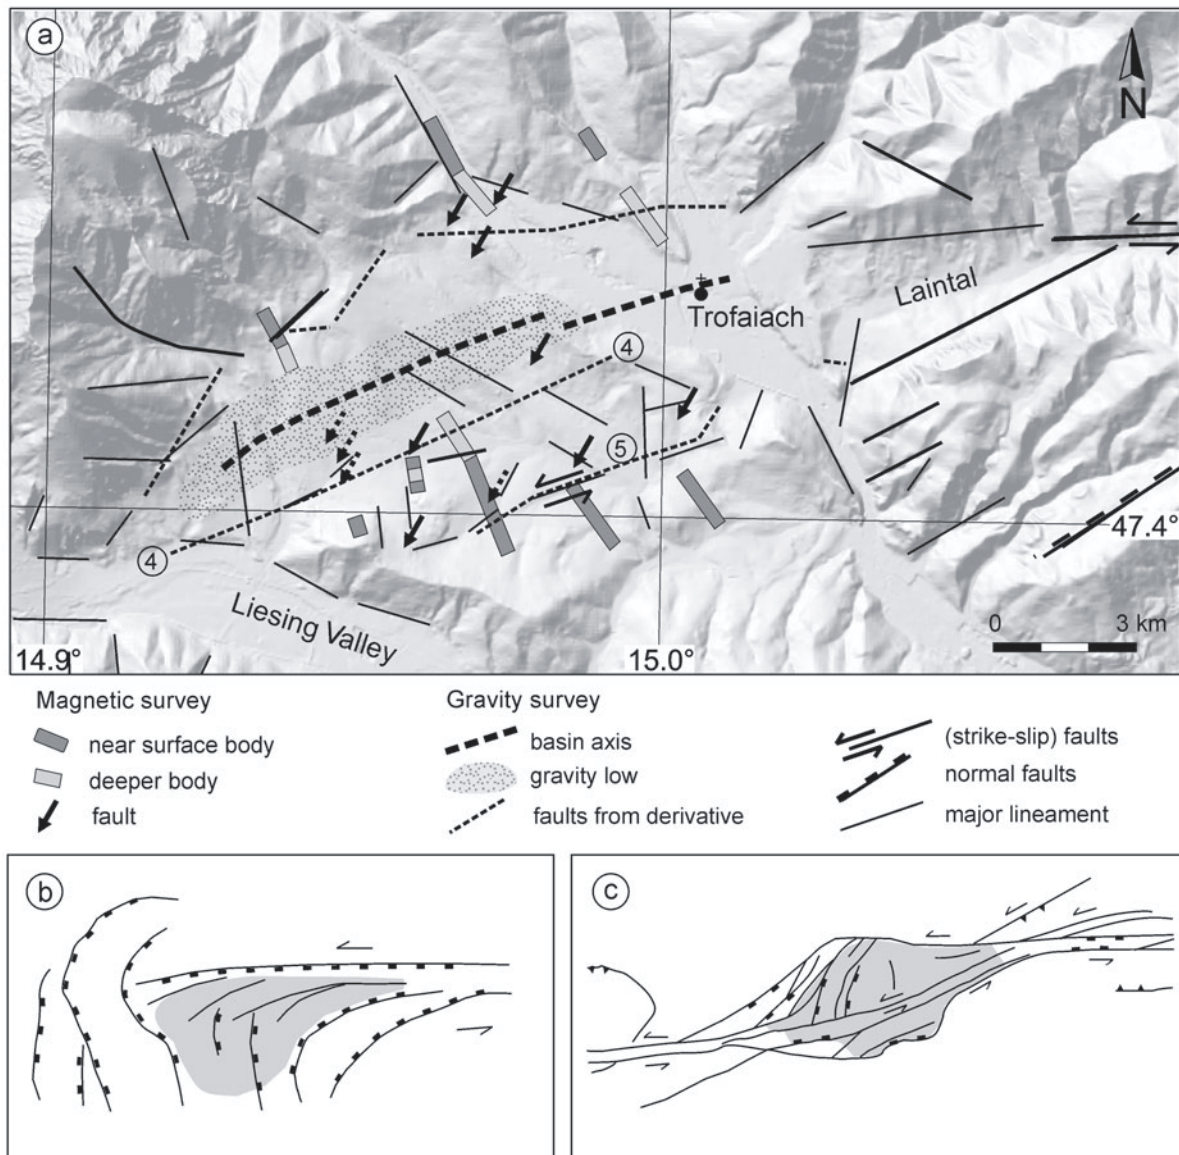 a
N
Laintal
Trofaiach
4
5
47.4°
4
Liesing Valley
0 3 km
14.9°
15.0°
Magnetic survey
near surface body
deeper body
fault
Gravity survey
basin axis
gravity low
faults from derivative
(strike-slip) faults
normal faults
major lineament
b
c